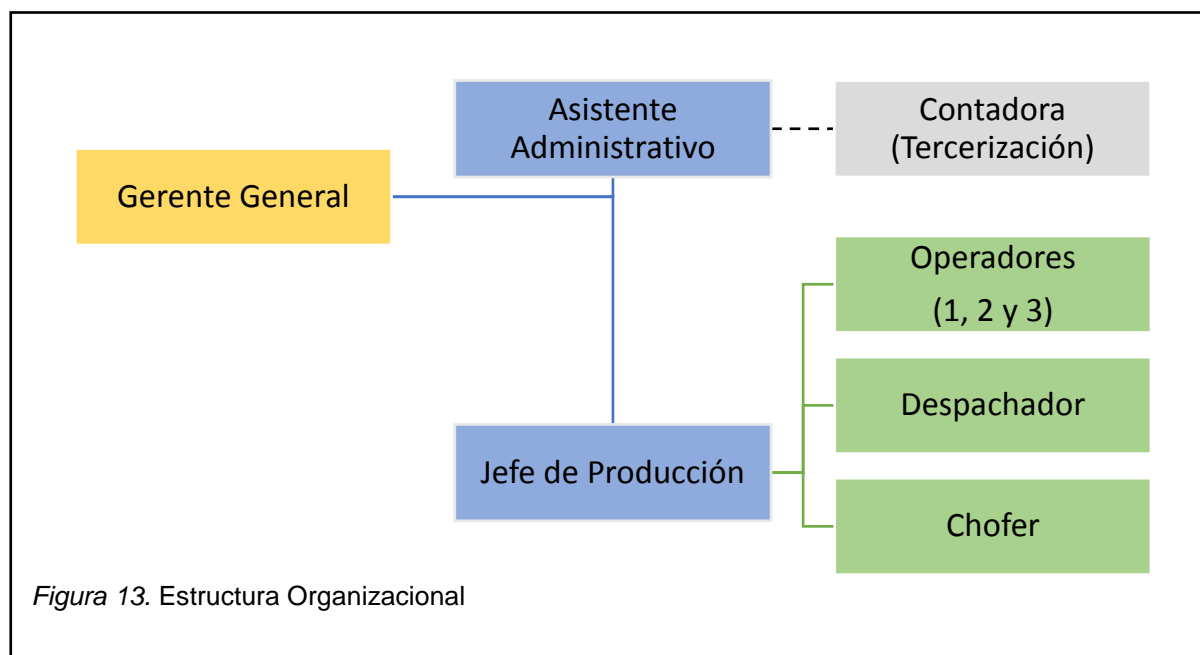 Asistente
Administrativo
Contadora
(Tercerización)
Gerente General
Operadores
(1, 2 y 3)
Despachador
Jefe de Producción
Chofer
Figura 13. Estructura Organizacional